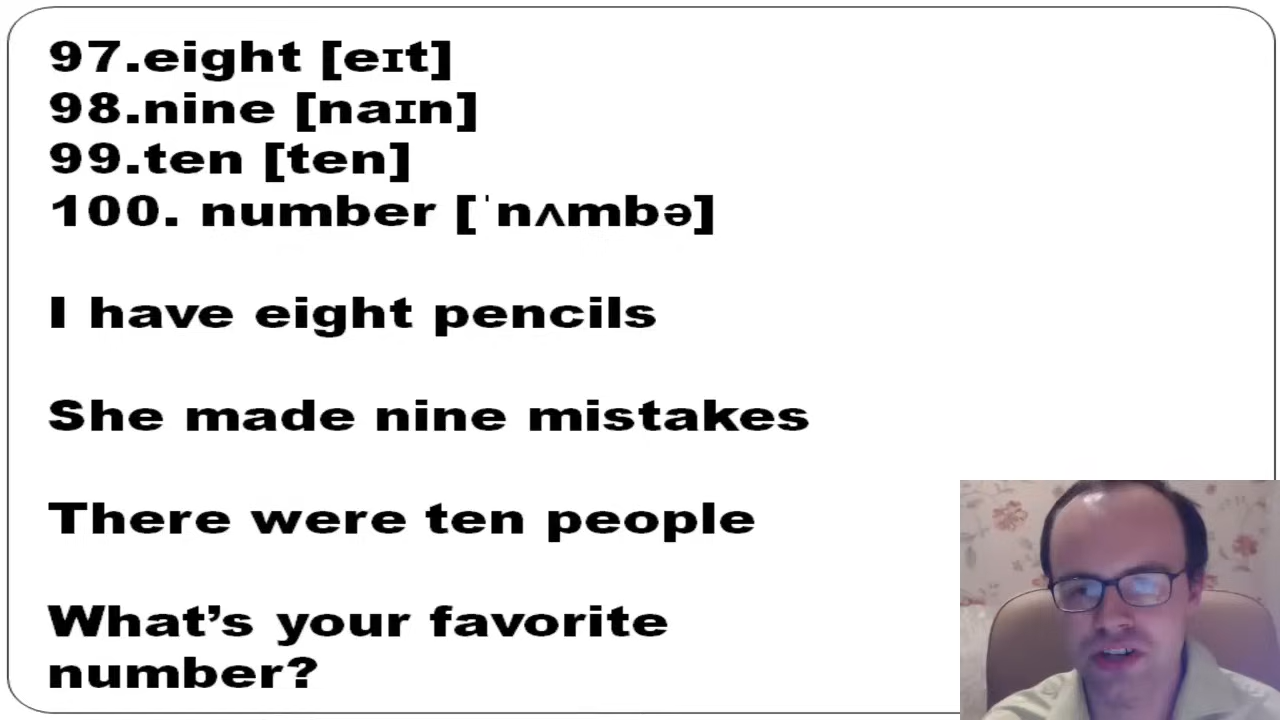 97.eight [eɪt]
98.nine [naɪn]
99.ten [ten]
100. number [ˈnʌmbə]
I have eight pencils
She made nine mistakes
There were ten people
What’s your favorite
number?